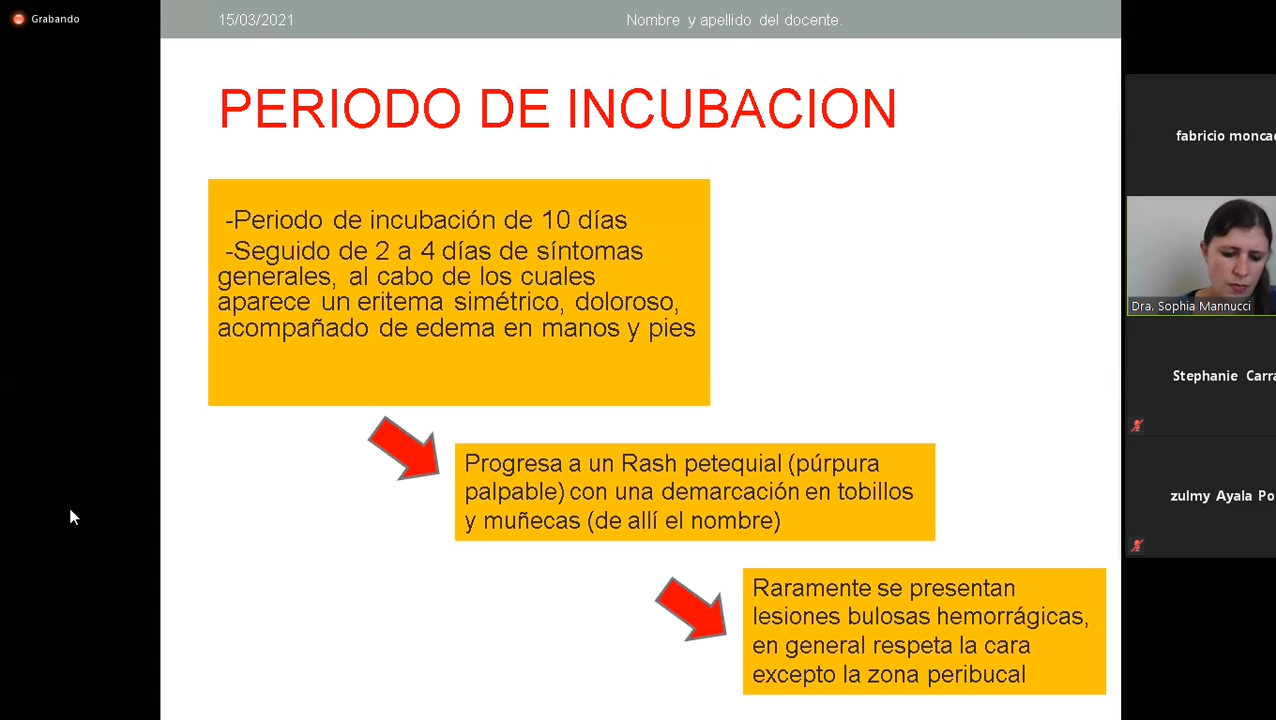 Grabando
15/03/2021
Nombre y apellido del docente.
PERIODO DE INCUBACION
-Periodo de incubación de 10 días
-Seguido de 2 a 4 días de síntomas
generales, al cabo de los cuales
aparece un eritema simétrico, doloroso,
acompañado de edema en manos y pies
Progresa a un Rash petequial (púrpura
palpable) con una demarcación en tobillos
y muñecas (de allí el nombre)
Raramente se presentan
lesiones bulosas hemorrágicas,
en general respeta la cara
excepto la zona peribucal
fabricio moncad
Dra. Sophia Mannucci
Stephanie Carra
zulmy Ayala Po